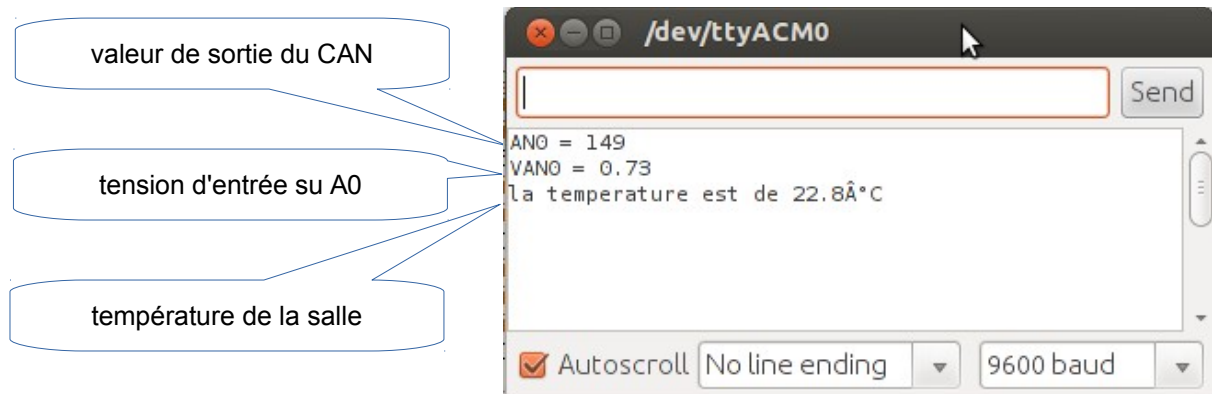 valeur de sortie du CAN
tension d'entrée su A0
température de la salle
/dev/ttyACM0
Send
AN0 = 149
VAN0 = 0.73
la temperature est de 22.8Â°C
Autoscroll
No line ending
9600 baud